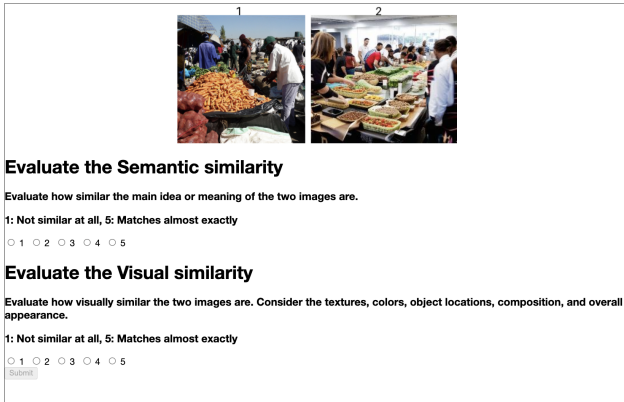 1 2
Evaluate the Semantic similarity
Evaluate how similar the main idea or meaning of the two images are.
1: Not similar at all, 5: Matches almost exactly
1 2 3 4 5
Evaluate the Visual similarity
Evaluate how visually similar the two images are. Consider the textures, colors, object locations, composition, and overall
appearance.
1: Not similar at all, 5: Matches almost exactly
1 2 3 4 5
Submit